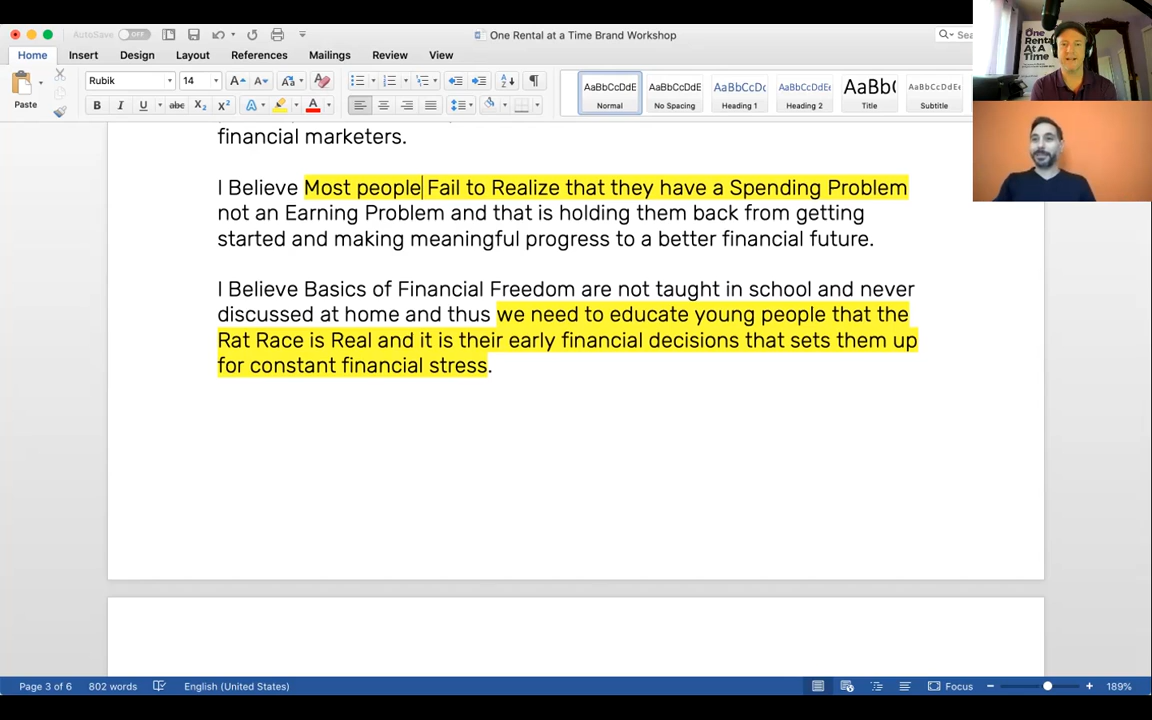 AutoSave OFF
One Rental at a Time Brand Workshop
Sea
Home Insert Design Layout References Mailings Review View
Paste
Rubik 14
AaBbCcDdE AaBbCcDdE AaBbCcDc AaBbCcDdE AaBb( AaBbCcDdEe
Normal No Spacing Heading 1 Heading 2 Title Subtitle
One
Rental
At A
Time
financial marketers.
I Believe Most people Fail to Realize that they have a Spending Problem
not an Earning Problem and that is holding them back from getting
started and making meaningful progress to a better financial future.
I Believe Basics of Financial Freedom are not taught in school and never
discussed at home and thus we need to educate young people that the
Rat Race is Real and it is their early financial decisions that sets them up
for constant financial stress.
Page 3 of 6 802 words English (United States) Focus 189%